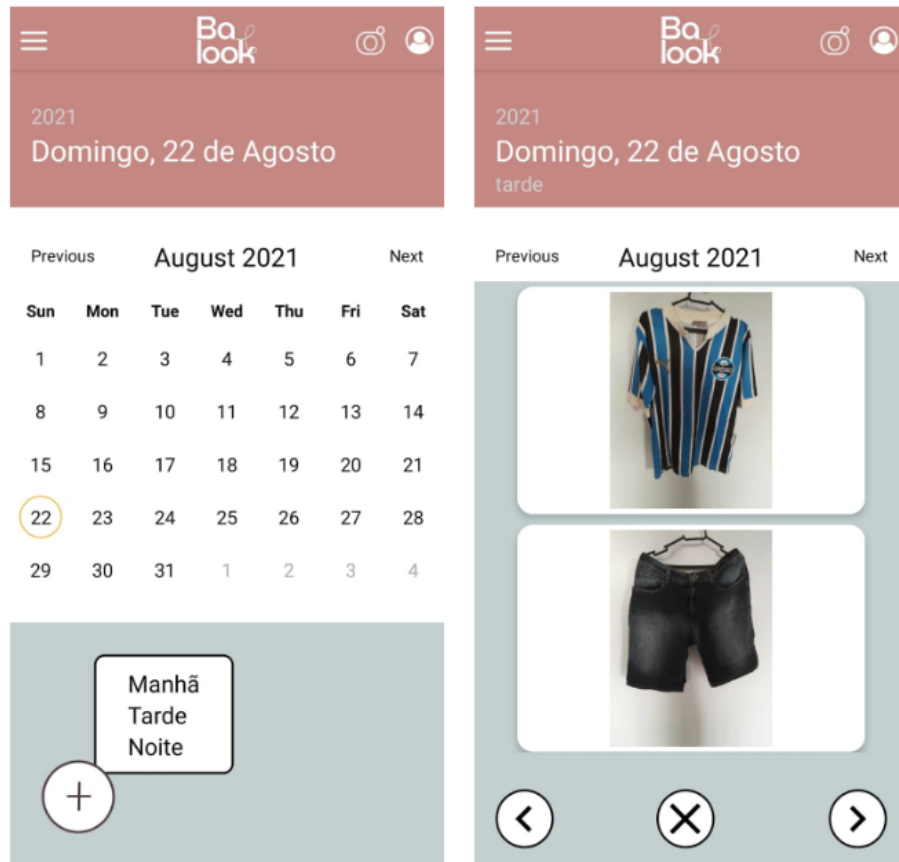 Ba
look
2021
Domingo, 22 de Agosto
Previous August 2021 Next
Sun Mon Tue Wed Thu Fri Sat
1 2 3 4 5 6 7
8 9 10 11 12 13 14
15 16 17 18 19 20 21
22 23 24 25 26 27 28
29 30 31 1 2 3 4
Manhã
Tarde
Noite
Ba
look
2021
Domingo, 22 de Agosto
tarde
Previous August 2021 Next